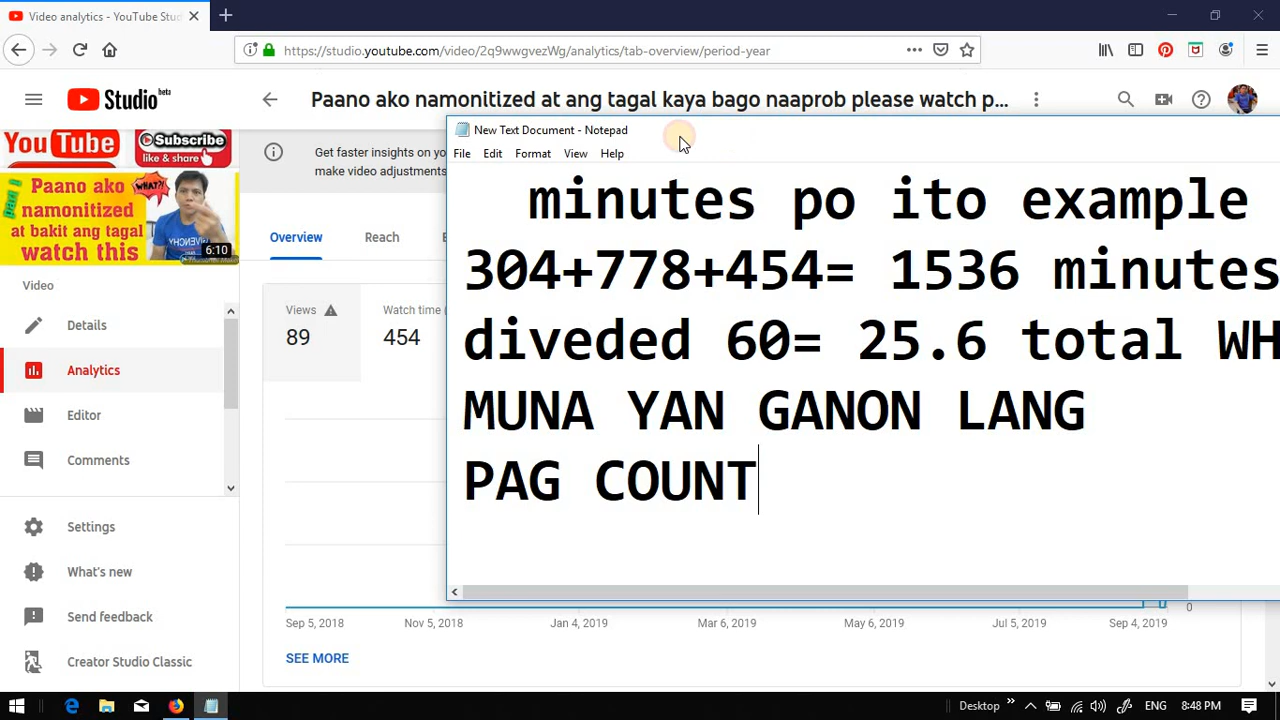 Video analytics - YouTube Stud
https://studio.youtube.com/video/2q9wwgvezWg/analytics/tab-overview/period-year
Studio beta
Paano ako namonitized at ang tagal kaya bago naaprob please watch p...
YouTube
Subscribe
like & share
Paano ako
namonitized
at bakit ang tagal
watch this
WHAT?!
part 1
GIVENCHY
6:10
Get faster insights on yo
make video adjustments
New Text Document - Notepad
File Edit Format View Help
minutes po ito example
304+778+454= 1536 minutes
diveded 60= 25.6 total WH
MUNA YAN GANON LANG
PAG COUNT
Overview Reach E
Video
Details
Analytics
Editor
Comments
Settings
What's new
Send feedback
Creator Studio Classic
Views
89
Watch time (
454
0
Sep 5, 2018 Nov 5, 2018 Jan 4, 2019 Mar 6, 2019 May 6, 2019 Jul 5, 2019 Sep 4, 2019
SEE MORE
Desktop ENG 8:48 PM